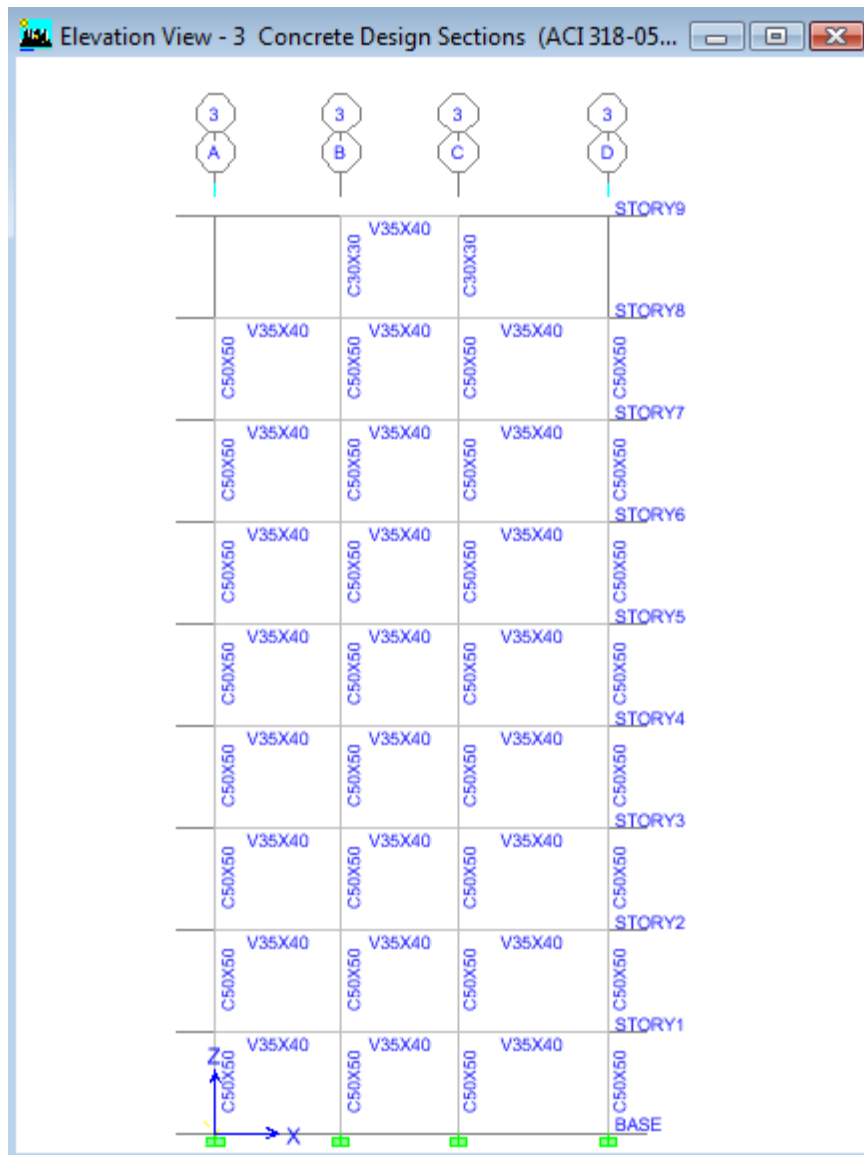 Elevation View - 3 Concrete Design Sections (ACI 318-05...
3 3 3 3
A B C D
STORY9
V35X40
C30X30 C30X30
STORY8
V35X40 V35X40 V35X40
C50X50 C50X50 C50X50 C50X50
STORY7
V35X40 V35X40 V35X40
C50X50 C50X50 C50X50 C50X50
STORY6
V35X40 V35X40 V35X40
C50X50 C50X50 C50X50 C50X50
STORY5
V35X40 V35X40 V35X40
C50X50 C50X50 C50X50 C50X50
STORY4
V35X40 V35X40 V35X40
C50X50 C50X50 C50X50 C50X50
STORY3
V35X40 V35X40 V35X40
C50X50 C50X50 C50X50 C50X50
STORY2
V35X40 V35X40 V35X40
C50X50 C50X50 C50X50 C50X50
STORY1
V35X40 V35X40 V35X40
Z
C50X50 C50X50 C50X50 C50X50
BASE
X